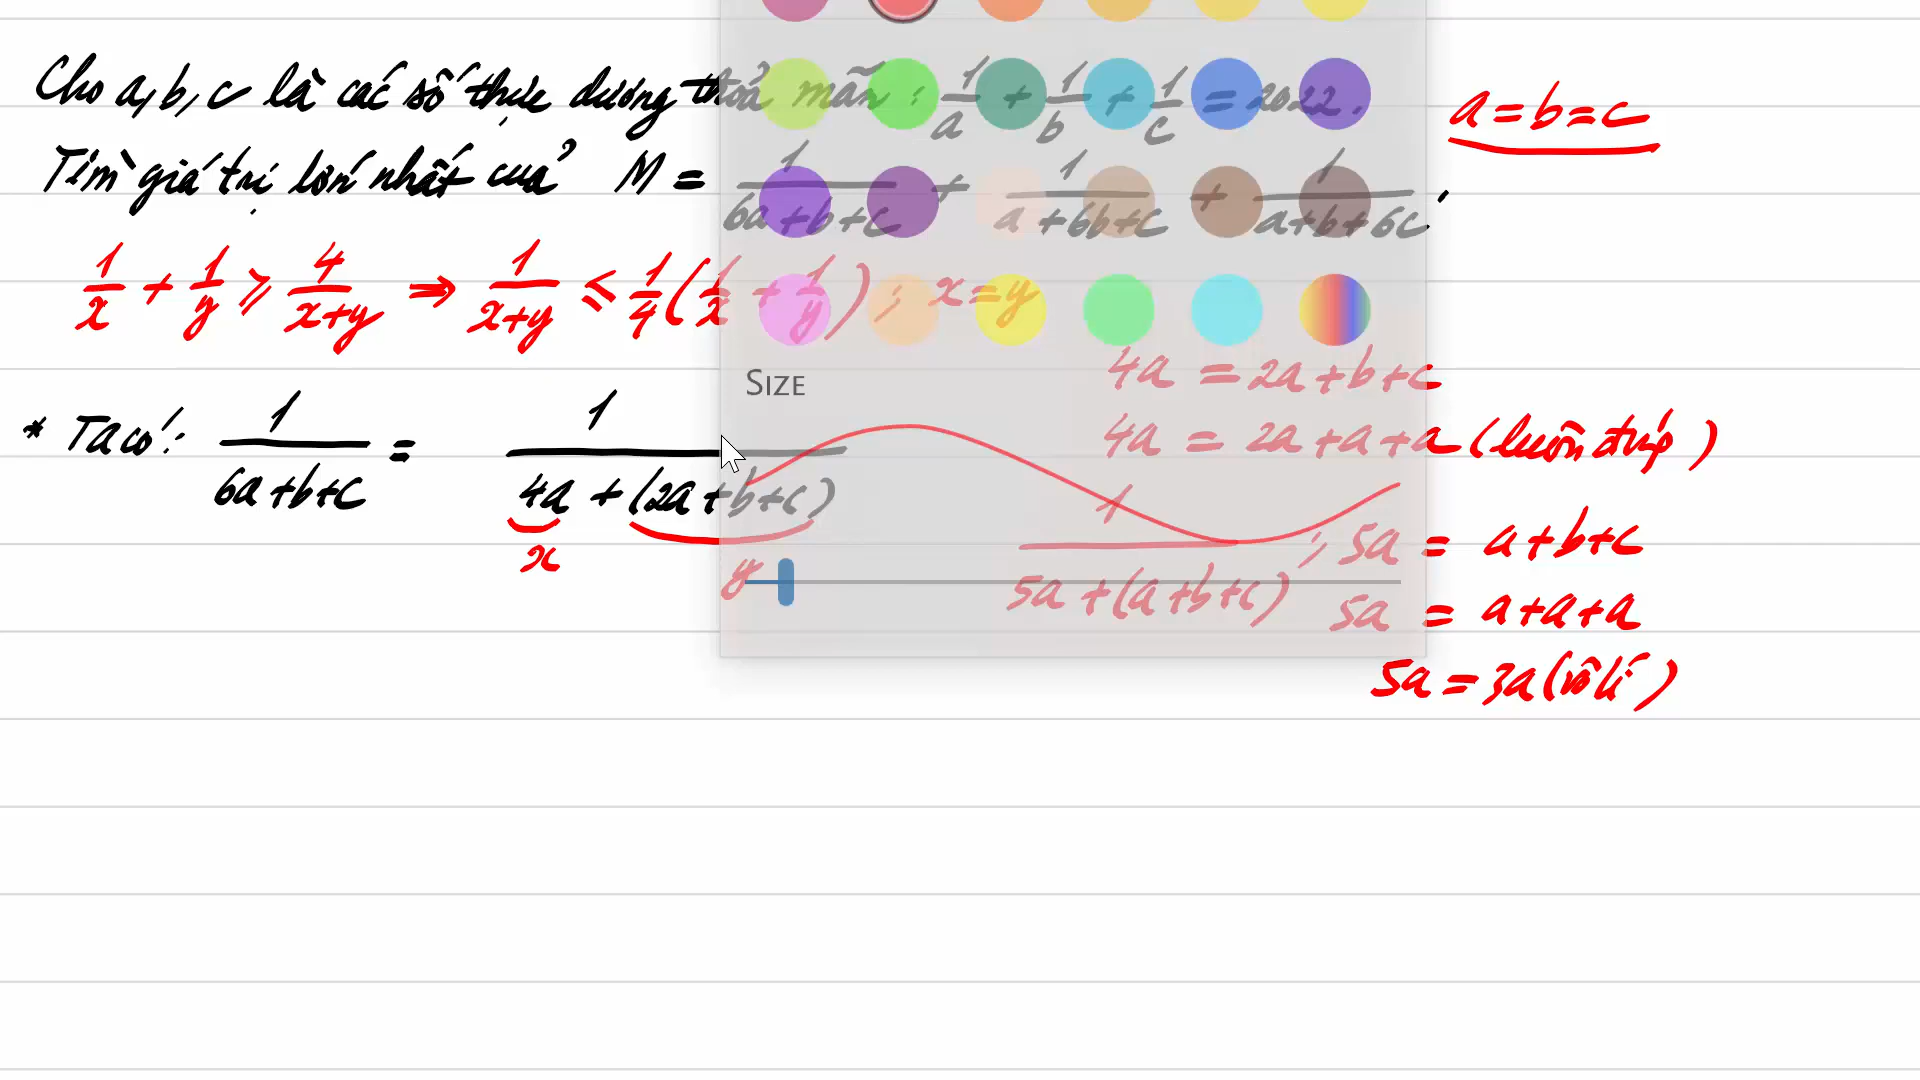 Cho a, b, c là các số thực dương thoả mãn : 1/a + 1/b + 1/c = 2022.
a = b = c
Tìm giá trị lớn nhất của M = 1/(6a+b+c) + 1/(a+6b+c) + 1/(a+b+6c).
1/x + 1/y ≥ 4/(x+y) ⇒ 1/(x+y) ≤ 1/4 (1/x + 1/y) ; x=y
SIZE
4a = 2a+b+c
* Ta có : 1/(6a+b+c) = 1/(4a + (2a+b+c))
4a = 2a+a+a (luôn đúng)
x
y
1/(5a+(a+b+c)) ; 5a = a+b+c
5a = a+a+a
5a = 3a (vô lí)